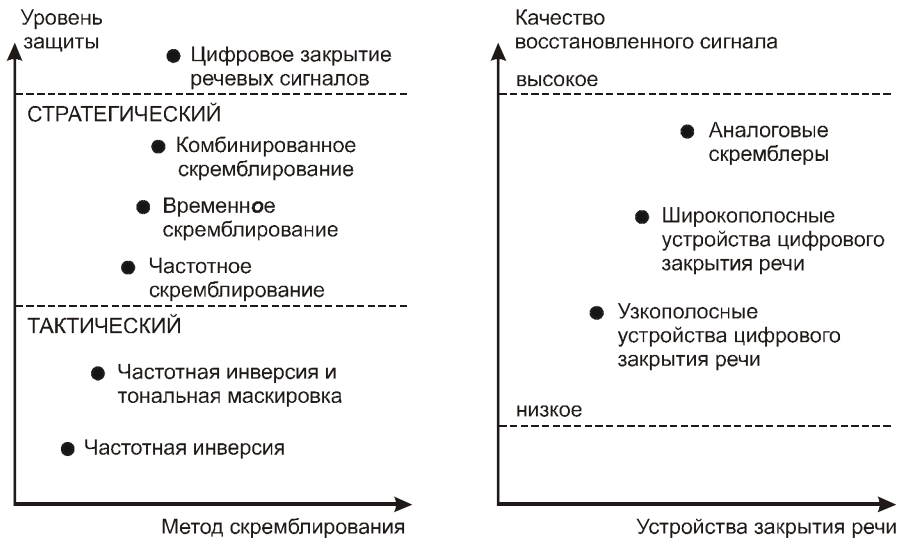 Уровень
защиты
Цифровое закрытие
речевых сигналов
СТРАТЕГИЧЕСКИЙ
Комбинированное
скремблирование
Временное
скремблирование
Частотное
скремблирование
ТАКТИЧЕСКИЙ
Частотная инверсия и
тональная маскировка
Частотная инверсия
Метод скремблирования
Качество
восстановленного сигнала
высокое
Аналоговые
скремблеры
Широкополосные
устройства цифрового
закрытия речи
Узкополосные
устройства цифрового
закрытия речи
низкое
Устройства закрытия речи